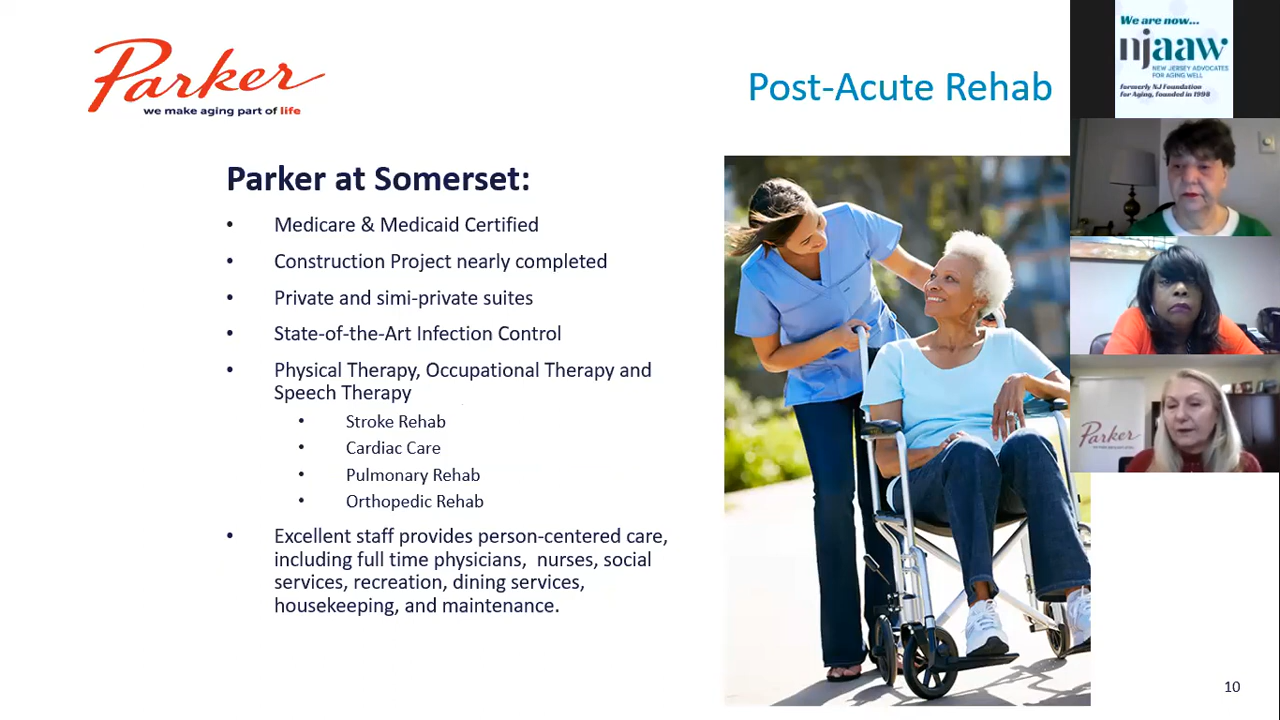 Parker
we make aging part of life
Post-Acute Rehab
Parker at Somerset:
• Medicare & Medicaid Certified
• Construction Project nearly completed
• Private and simi-private suites
• State-of-the-Art Infection Control
• Physical Therapy, Occupational Therapy and
Speech Therapy
• Stroke Rehab
• Cardiac Care
• Pulmonary Rehab
• Orthopedic Rehab
• Excellent staff provides person-centered care,
including full time physicians, nurses, social
services, recreation, dining services,
housekeeping, and maintenance.
10
We are now...
njaaw
NEW JERSEY ADVOCATES
FOR AGING WELL
Formerly NJ Foundation
for Aging, founded in 1998
Parker